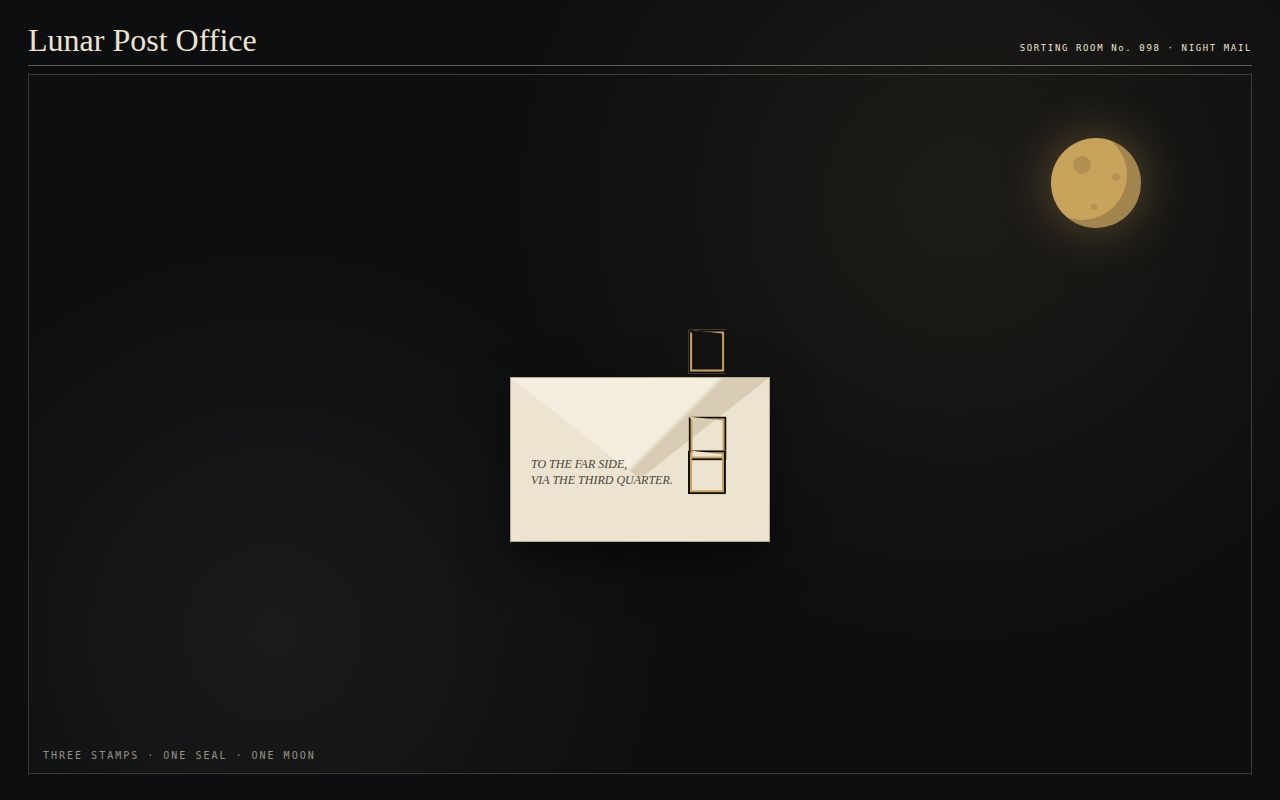 Lunar Post Office
SORTING ROOM No. 098 · NIGHT MAIL
TO THE FAR SIDE,
VIA THE THIRD QUARTER.
THREE STAMPS · ONE SEAL · ONE MOON